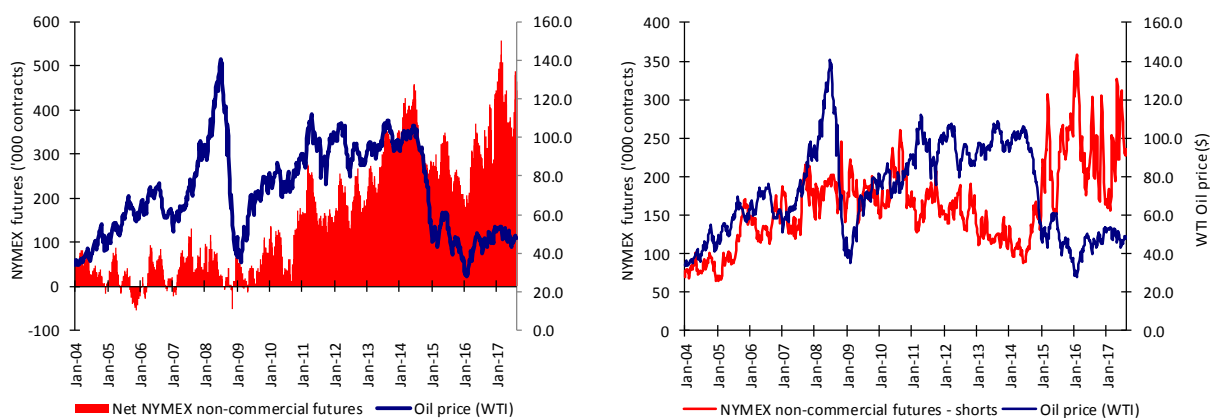 NYMEX futures ('000 contracts)
600
500
400
300
200
100
0
-100
160.0
140.0
120.0
100.0
80.0
60.0
40.0
20.0
0.0
Jan-04
Jan-05
Jan-06
Jan-07
Jan-08
Jan-09
Jan-10
Jan-11
Jan-12
Jan-13
Jan-14
Jan-15
Jan-16
Jan-17
Net NYMEX non-commercial futures
Oil price (WTI)
NYMEX futures ('000 contracts)
400
350
300
250
200
150
100
50
0
160.0
140.0
120.0
100.0
80.0
60.0
40.0
20.0
0.0
WTI Oil price($)
Jan-04
Jan-05
Jan-06
Jan-07
Jan-08
Jan-09
Jan-10
Jan-11
Jan-12
Jan-13
Jan-14
Jan-15
Jan-16
Jan-17
NYMEX non-commercial futures - shorts
Oil price (WTI)